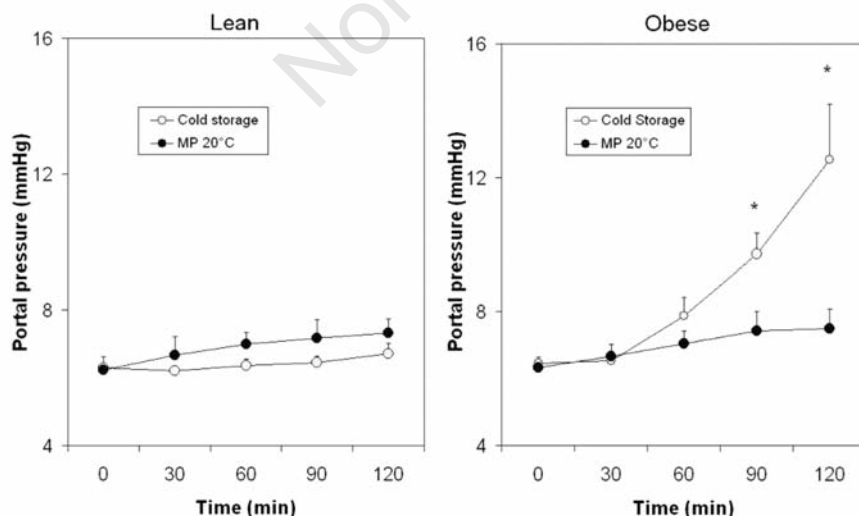 Lean
16
12
8
4
Portal pressure (mmHg)
Cold storage
MP 20°C
0 30 60 90 120
Time (min)
Obese
16
12
8
4
Portal pressure (mmHg)
Cold Storage
MP 20°C
*
*
0 30 60 90 120
Time (min)